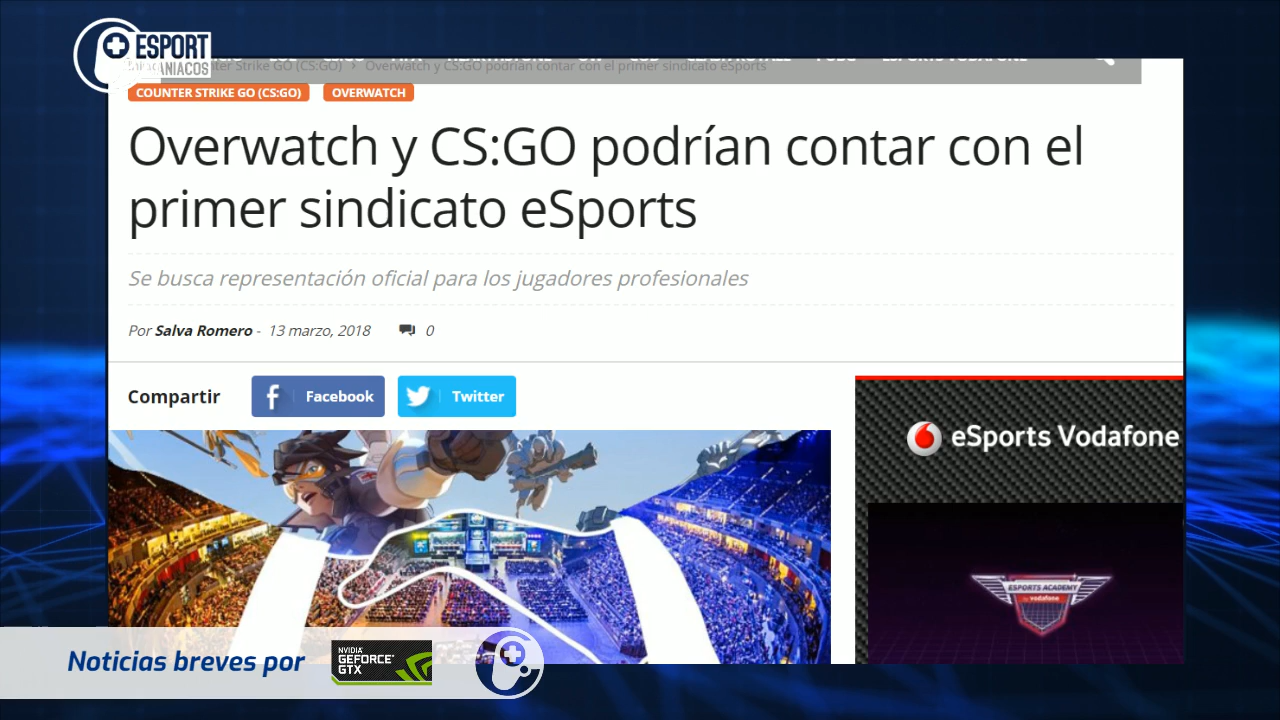 ESPORT
MANIACOS
Strike GO (CS:GO) › Overwatch y CS:GO podrían contar con el primer sindicato eSports
COUNTER STRIKE GO (CS:GO) OVERWATCH
Overwatch y CS:GO podrían contar con el
primer sindicato eSports
Se busca representación oficial para los jugadores profesionales
Por Salva Romero - 13 marzo, 2018 0
Compartir Facebook Twitter
eSports Vodafone
ESPORTS ACADEMY
by vodafone
Noticias breves por
NVIDIA
GEFORCE
GTX